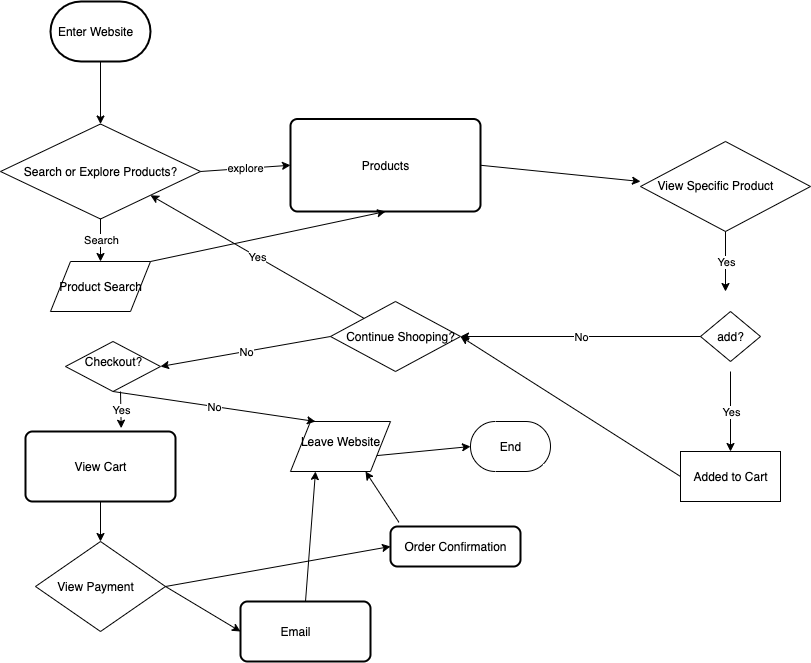 Enter Website
Search or Explore Products?
explore
Products
View Specific Product
Search
Yes
Yes
Product Search
Continue Shooping?
No
add?
No
Checkout?
Yes
No
Yes
Leave Website
End
View Cart
Added to Cart
Order Confirmation
View Payment
Email